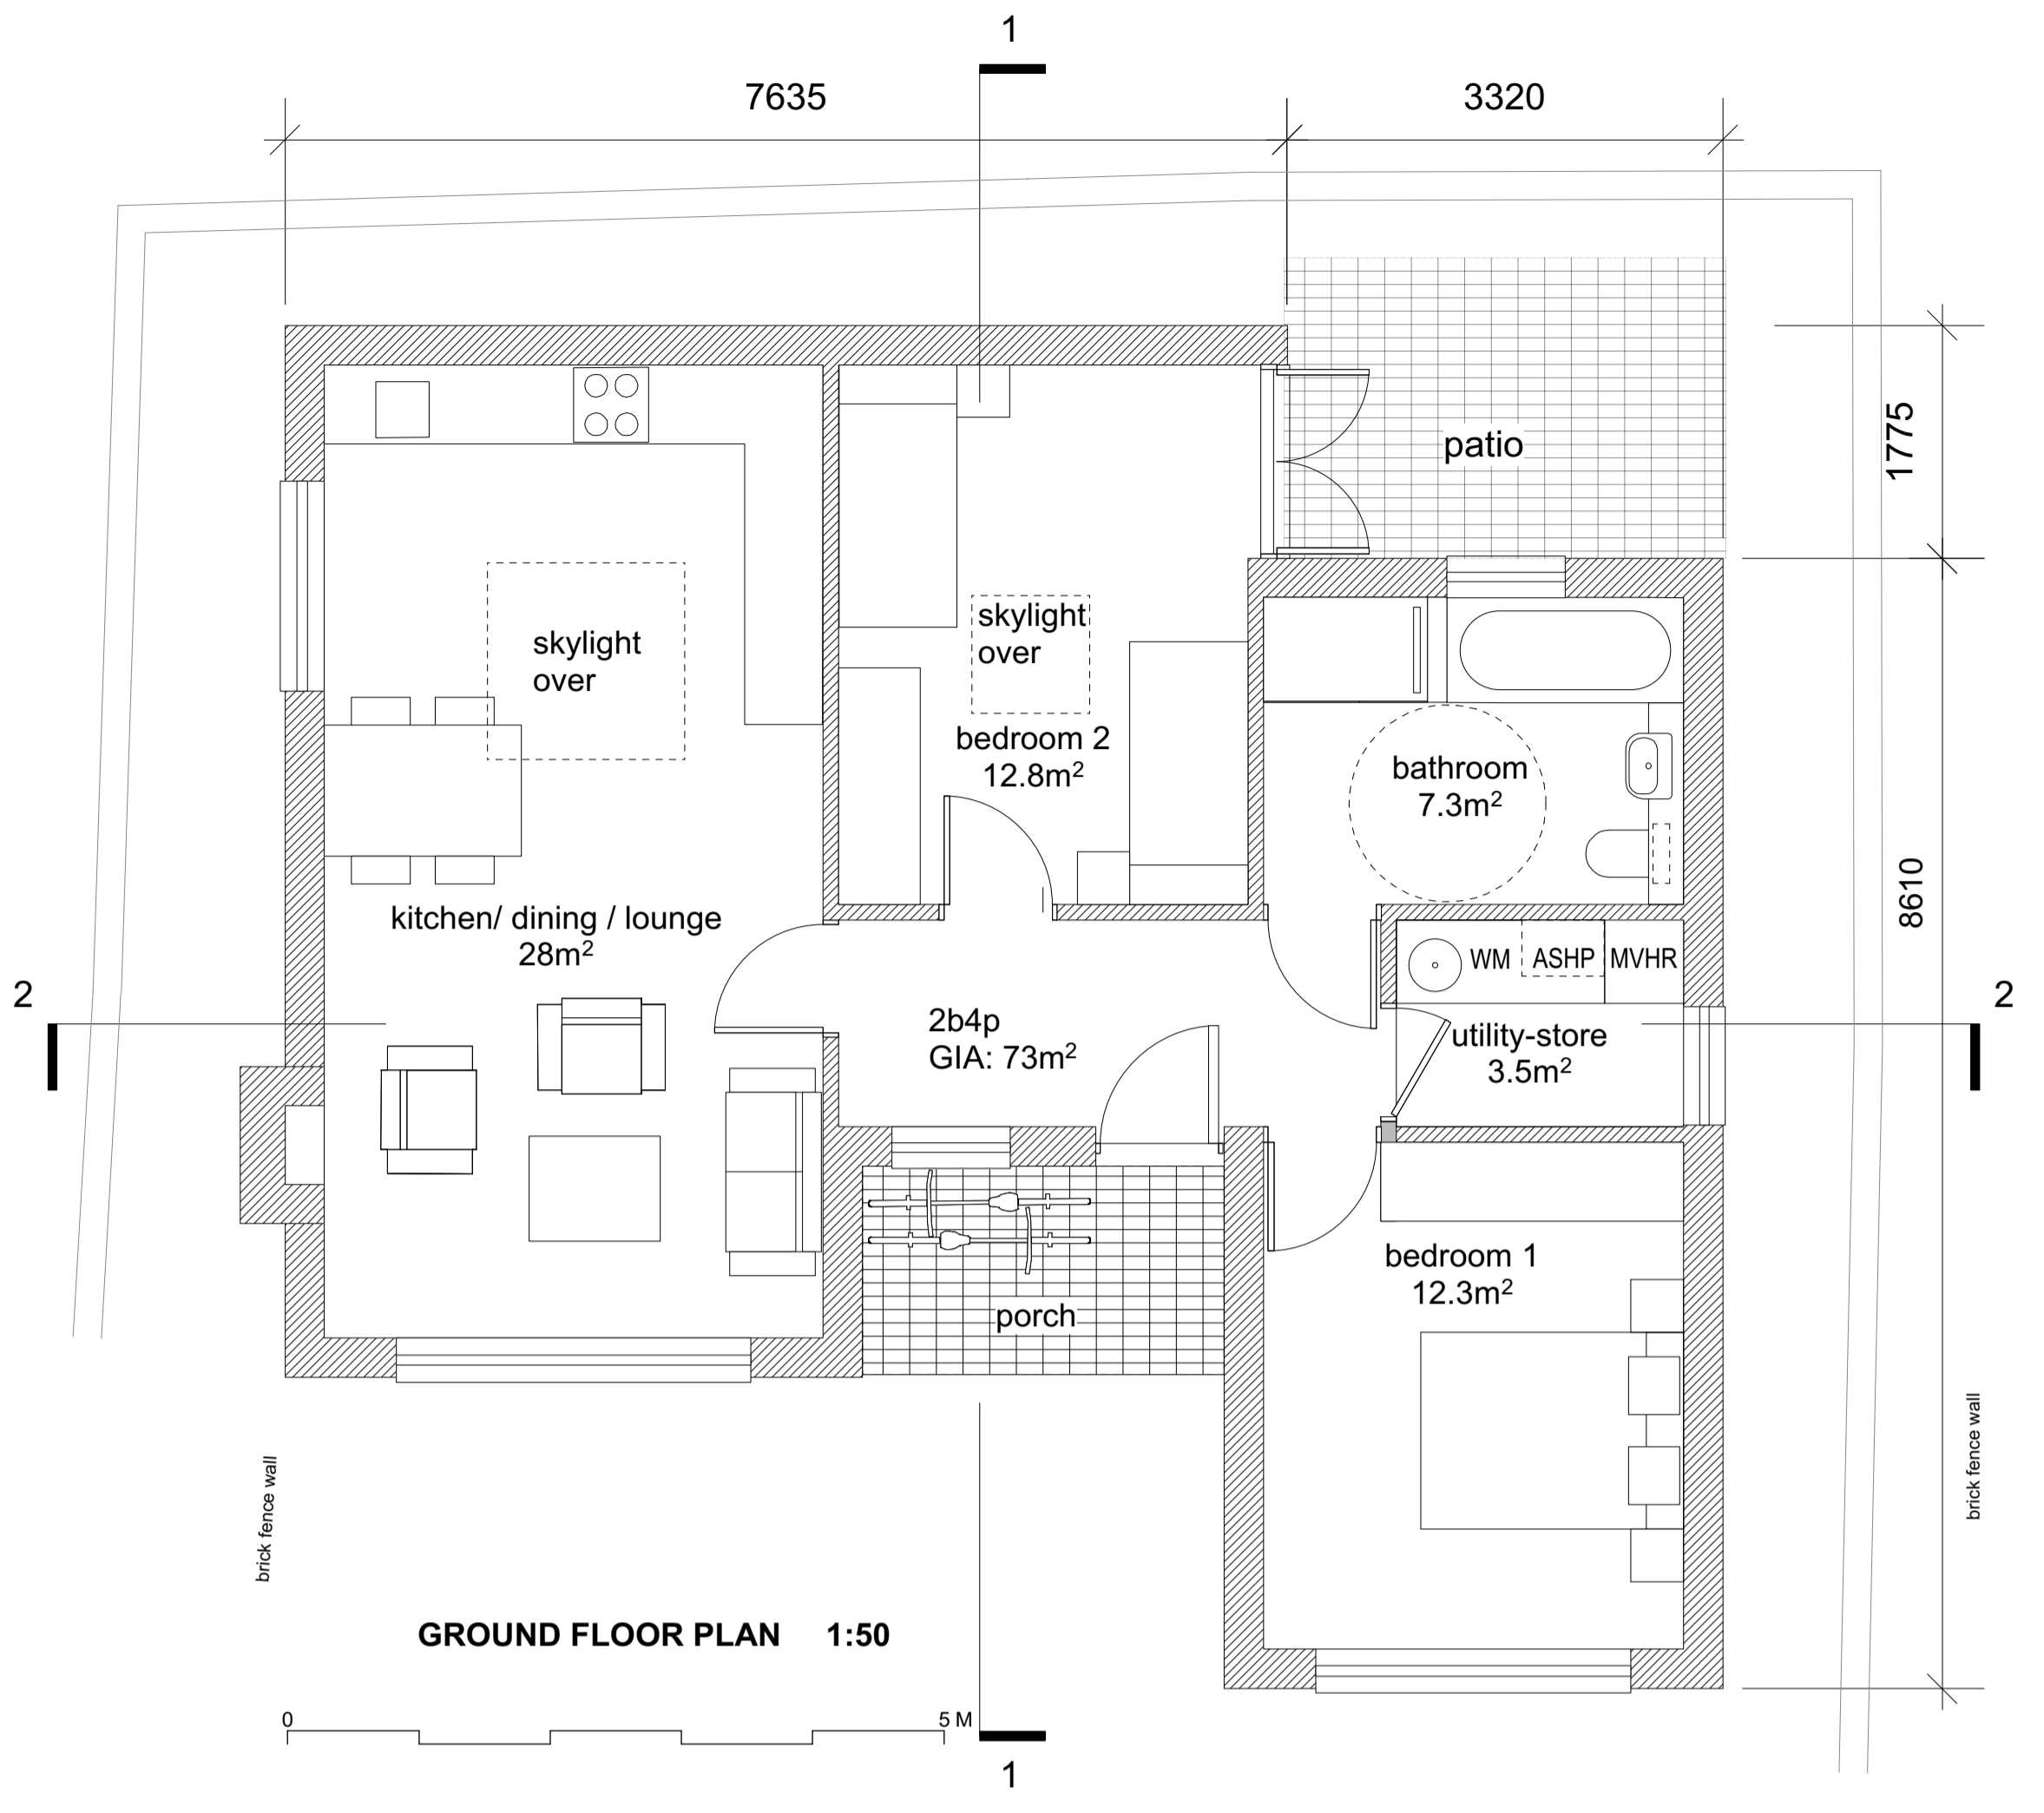 1
7635
3320
patio
1775
skylight
over
skylight
over
bedroom 2
12.8m²
bathroom
7.3m²
8610
kitchen/ dining / lounge
28m²
WM
ASHP
MVHR
2
2
2b4p
GIA: 73m²
utility-store
3.5m²
bedroom 1
12.3m²
porch
brick fence wall
brick fence wall
GROUND FLOOR PLAN 1:50
0
5 M
1